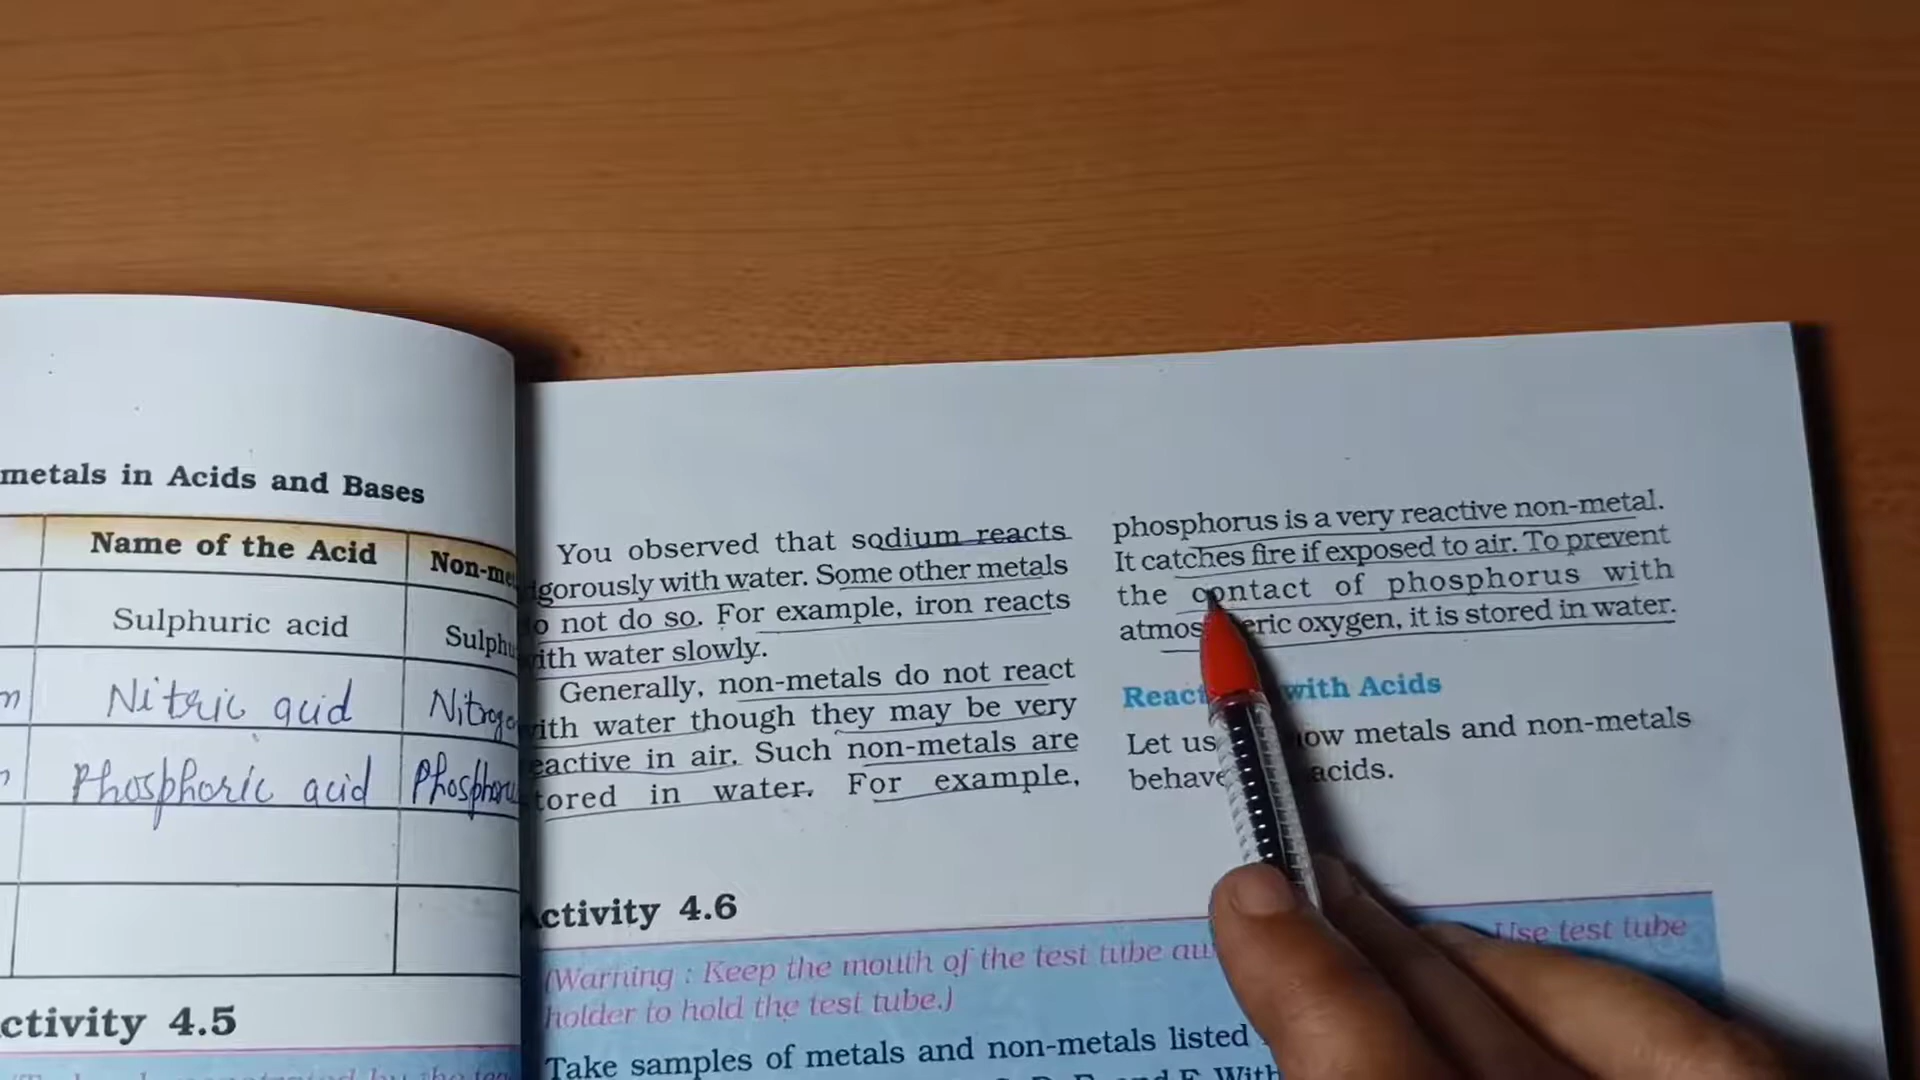 metals in Acids and Bases
Name of the Acid Non-me
Sulphuric acid Sulphu
Nitric acid Nitrog
Phosphoric acid Phosphoru
ctivity 4.5
You observed that sodium reacts
igorously with water. Some other metals
o not do so. For example, iron reacts
ith water slowly.
Generally, non-metals do not react
ith water though they may be very
eactive in air. Such non-metals are
tored in water. For example,
phosphorus is a very reactive non-metal.
It catches fire if exposed to air. To prevent
the contact of phosphorus with
atmos eric oxygen, it is stored in water.
React with Acids
Let us ow metals and non-metals
behave acids.
ctivity 4.6
(Warning : Keep the mouth of the test tube Use test tube
holder to hold the test tube.)
Take samples of metals and non-metals listed